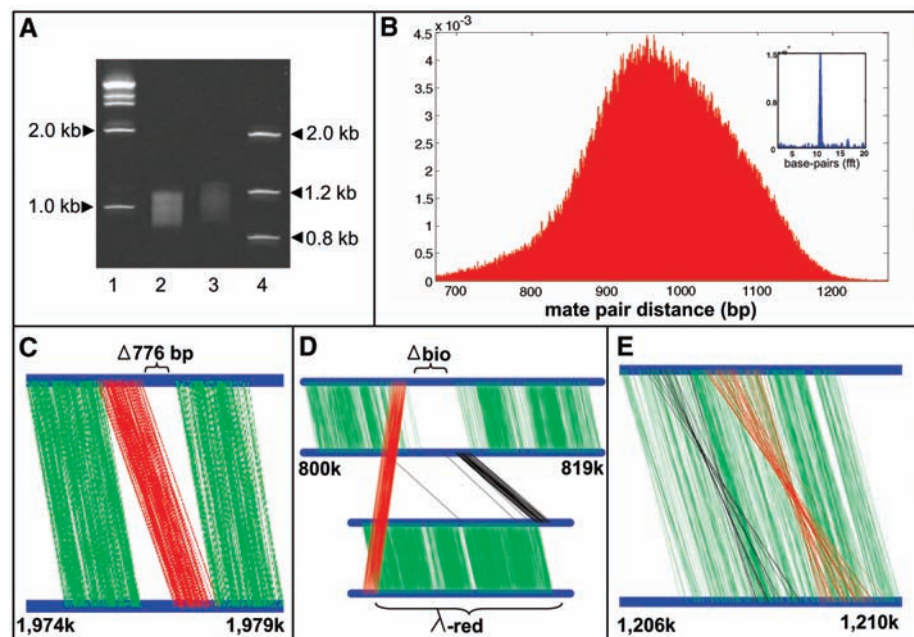 A
2.0 kb
1.0 kb
2.0 kb
1.2 kb
0.8 kb
1 2 3 4
B
x 10⁻³
4.5
4
3.5
3
2.5
2
1.5
1
0.5
0
700 800 900 1000 1100 1200
mate pair distance (bp)
1.5
0.8
0
5 10 15 20
base-pairs (fft)
C
Δ776 bp
1,974k 1,979k
D
Δbio
800k 819k
λ-red
E
1,206k 1,210k